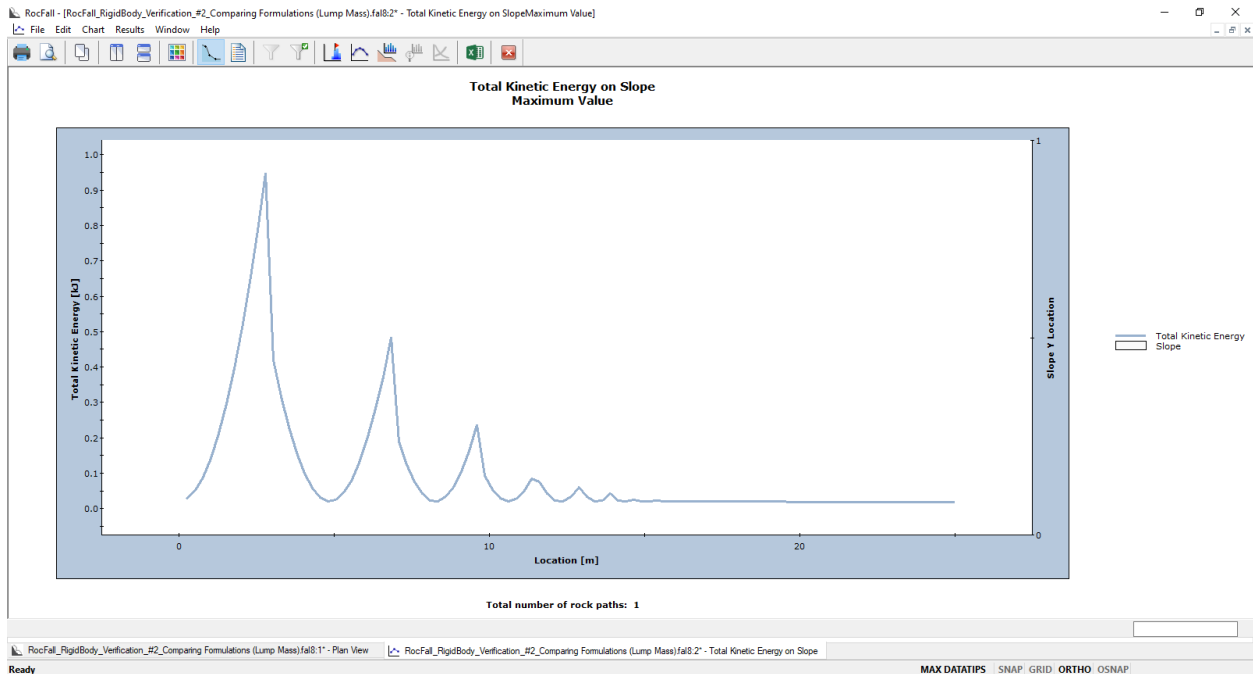 RocFall - [RocFall_RigidBody_Verification_#2_Comparing Formulations (Lump Mass).fal8:2* - Total Kinetic Energy on SlopeMaximum Value]
File Edit Chart Results Window Help
Total Kinetic Energy on Slope
Maximum Value
1.0
0.9
0.8
0.7
0.6
0.5
0.4
0.3
0.2
0.1
0.0
Total Kinetic Energy [kJ]
0 10 20
Location [m]
1
0
Slope Y Location
Total Kinetic Energy
Slope
Total number of rock paths: 1
RocFall_RigidBody_Verification_#2_Comparing Formulations (Lump Mass).fal8:1* - Plan View
RocFall_RigidBody_Verification_#2_Comparing Formulations (Lump Mass).fal8:2* - Total Kinetic Energy on Slope
Ready
MAX DATATIPS SNAP GRID ORTHO OSNAP